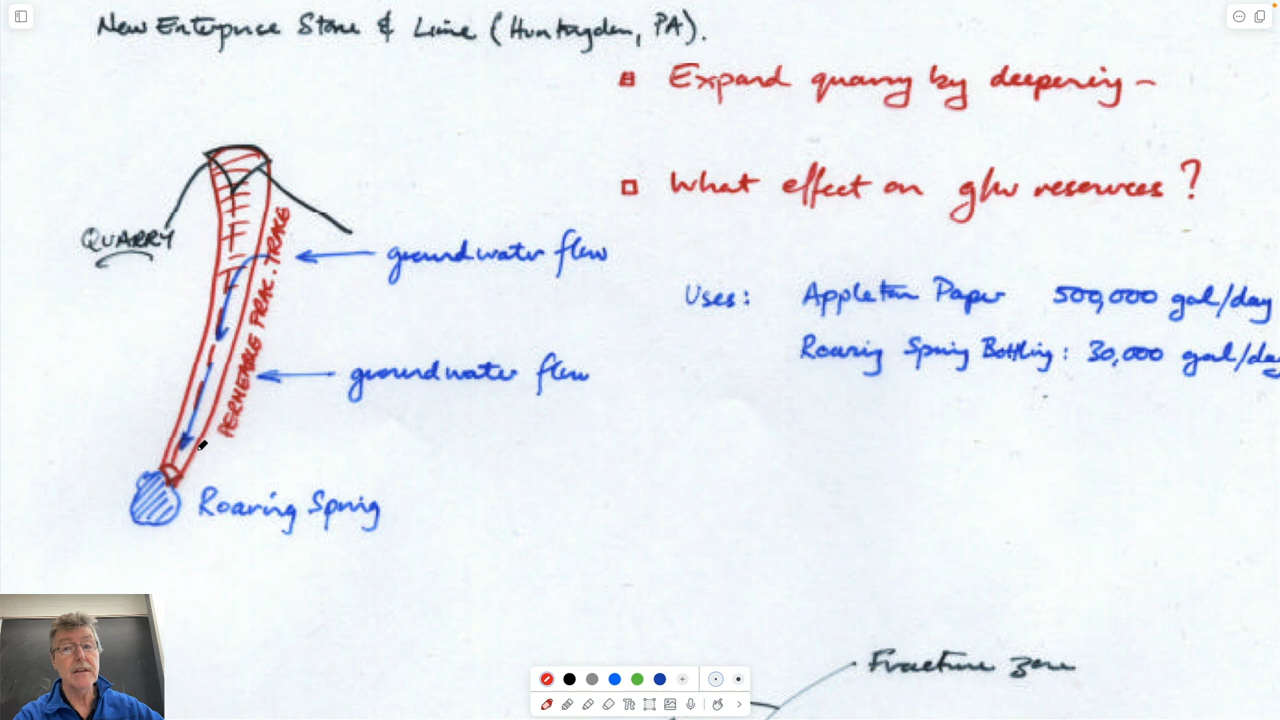 New Enterprise Stone & Lime (Huntingdon, PA).
Expand quarry by deepening -
What effect on ghw resources?
QUARRY
PERMEABLE FRAC. TRACE
groundwater flow
Uses: Appleton Paper 500,000 gal/day
Roaring Spring Bottling: 30,000 gal/day
groundwater flow
Roaring Spring
Fracture zone
Tt